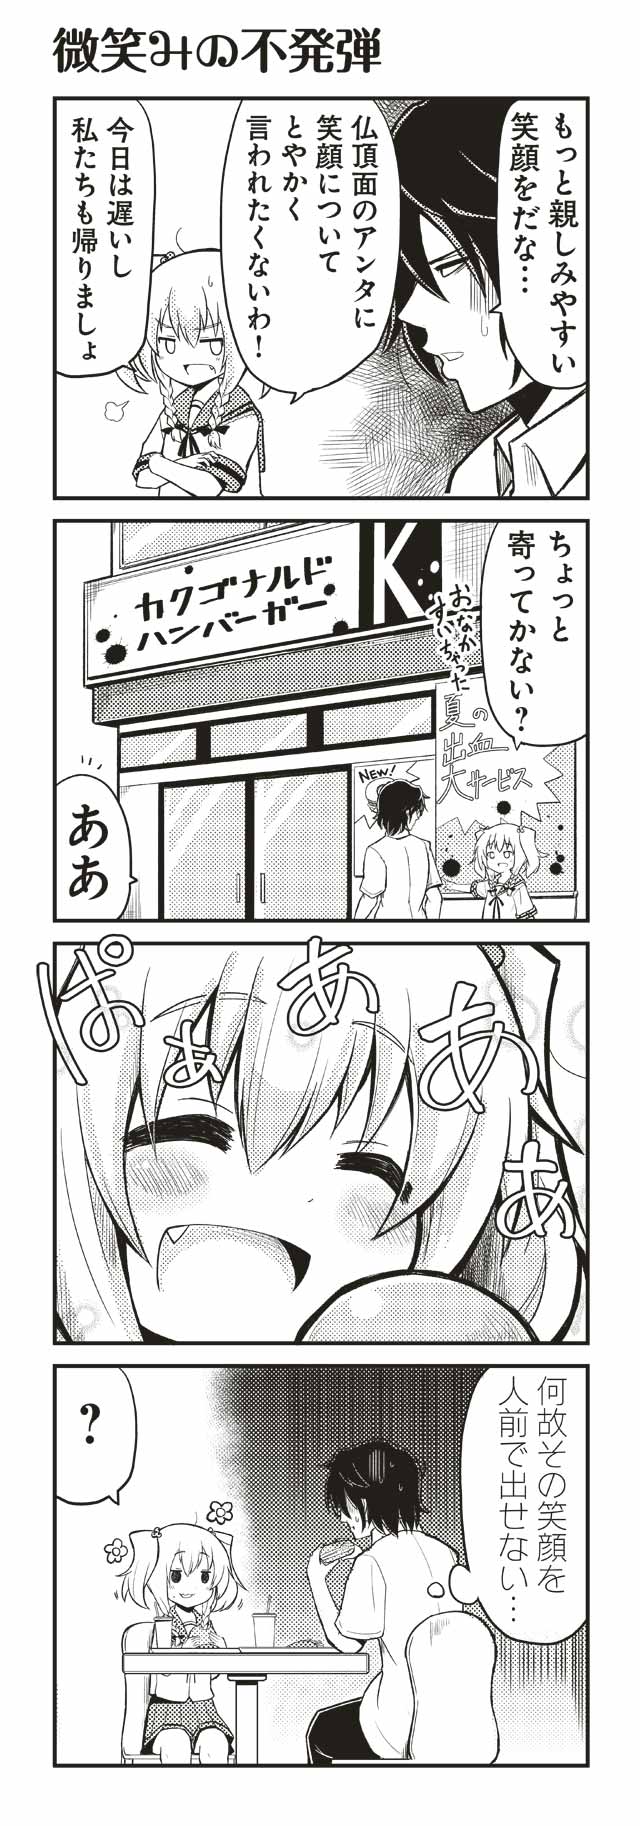 微笑みの不発弾
もっと親しみやすい
笑顔をだな…
仏頂面のアンタに
笑顔について
とやかく
言われたくないわ！
今日は遅いし
私たちも帰りましょ
ちょっと
寄ってかない？
おなか
すいちゃった
K
カクゴナルド
ハンバーガー
夏の
出血
大サービス
NEW!
ああ
ぱぁあぁぁ
何故その笑顔を
人前で出せない…
？